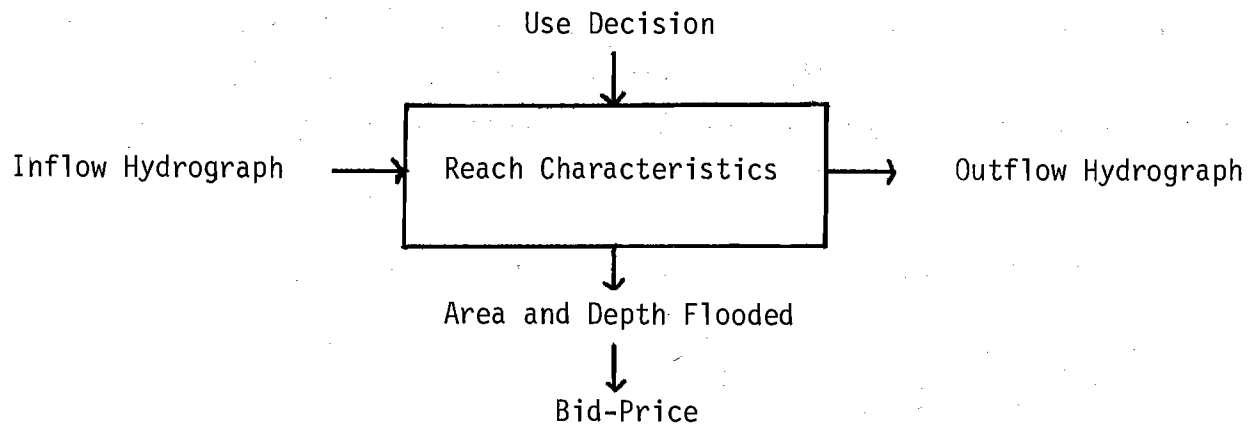 Use Decision
Inflow Hydrograph
Reach Characteristics
Outflow Hydrograph
Area and Depth Flooded
Bid-Price